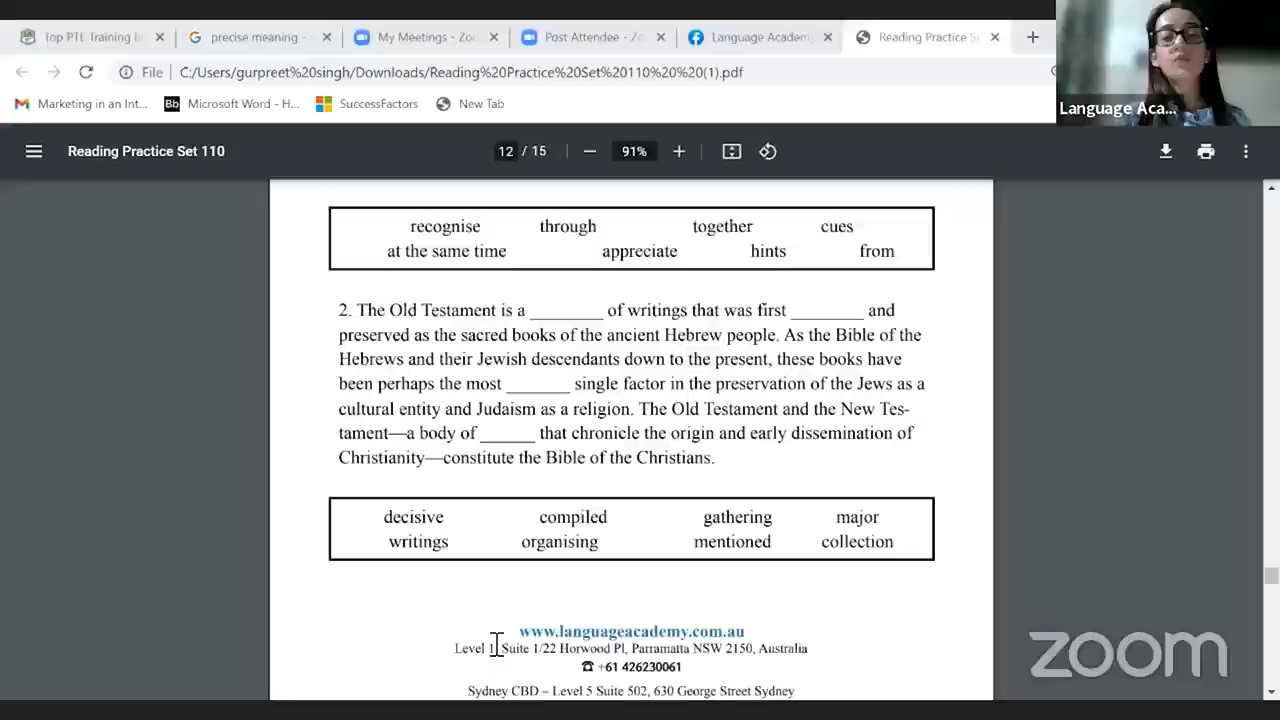 Top PTE Training In
precise meaning -
My Meetings - Zo
Post Attendee - Zo
Language Academ
Reading Practice S
File C:/Users/gurpreet%20singh/Downloads/Reading%20Practice%20Set%20110%20%20(1).pdf
Marketing in an Int...
Bb Microsoft Word - H...
SuccessFactors
New Tab
Language Aca...
Reading Practice Set 110
12 / 15
91%
recognise through together cues
at the same time appreciate hints from
2. The Old Testament is a ________ of writings that was first ________ and
preserved as the sacred books of the ancient Hebrew people. As the Bible of the
Hebrews and their Jewish descendants down to the present, these books have
been perhaps the most _______ single factor in the preservation of the Jews as a
cultural entity and Judaism as a religion. The Old Testament and the New Tes-
tament—a body of ______ that chronicle the origin and early dissemination of
Christianity—constitute the Bible of the Christians.
decisive compiled gathering major
writings organising mentioned collection
www.languageacademy.com.au
Level 1, Suite 1/22 Horwood Pl, Parramatta NSW 2150, Australia
☎ +61 426230061
Sydney CBD – Level 5 Suite 502, 630 George Street Sydney
zoom